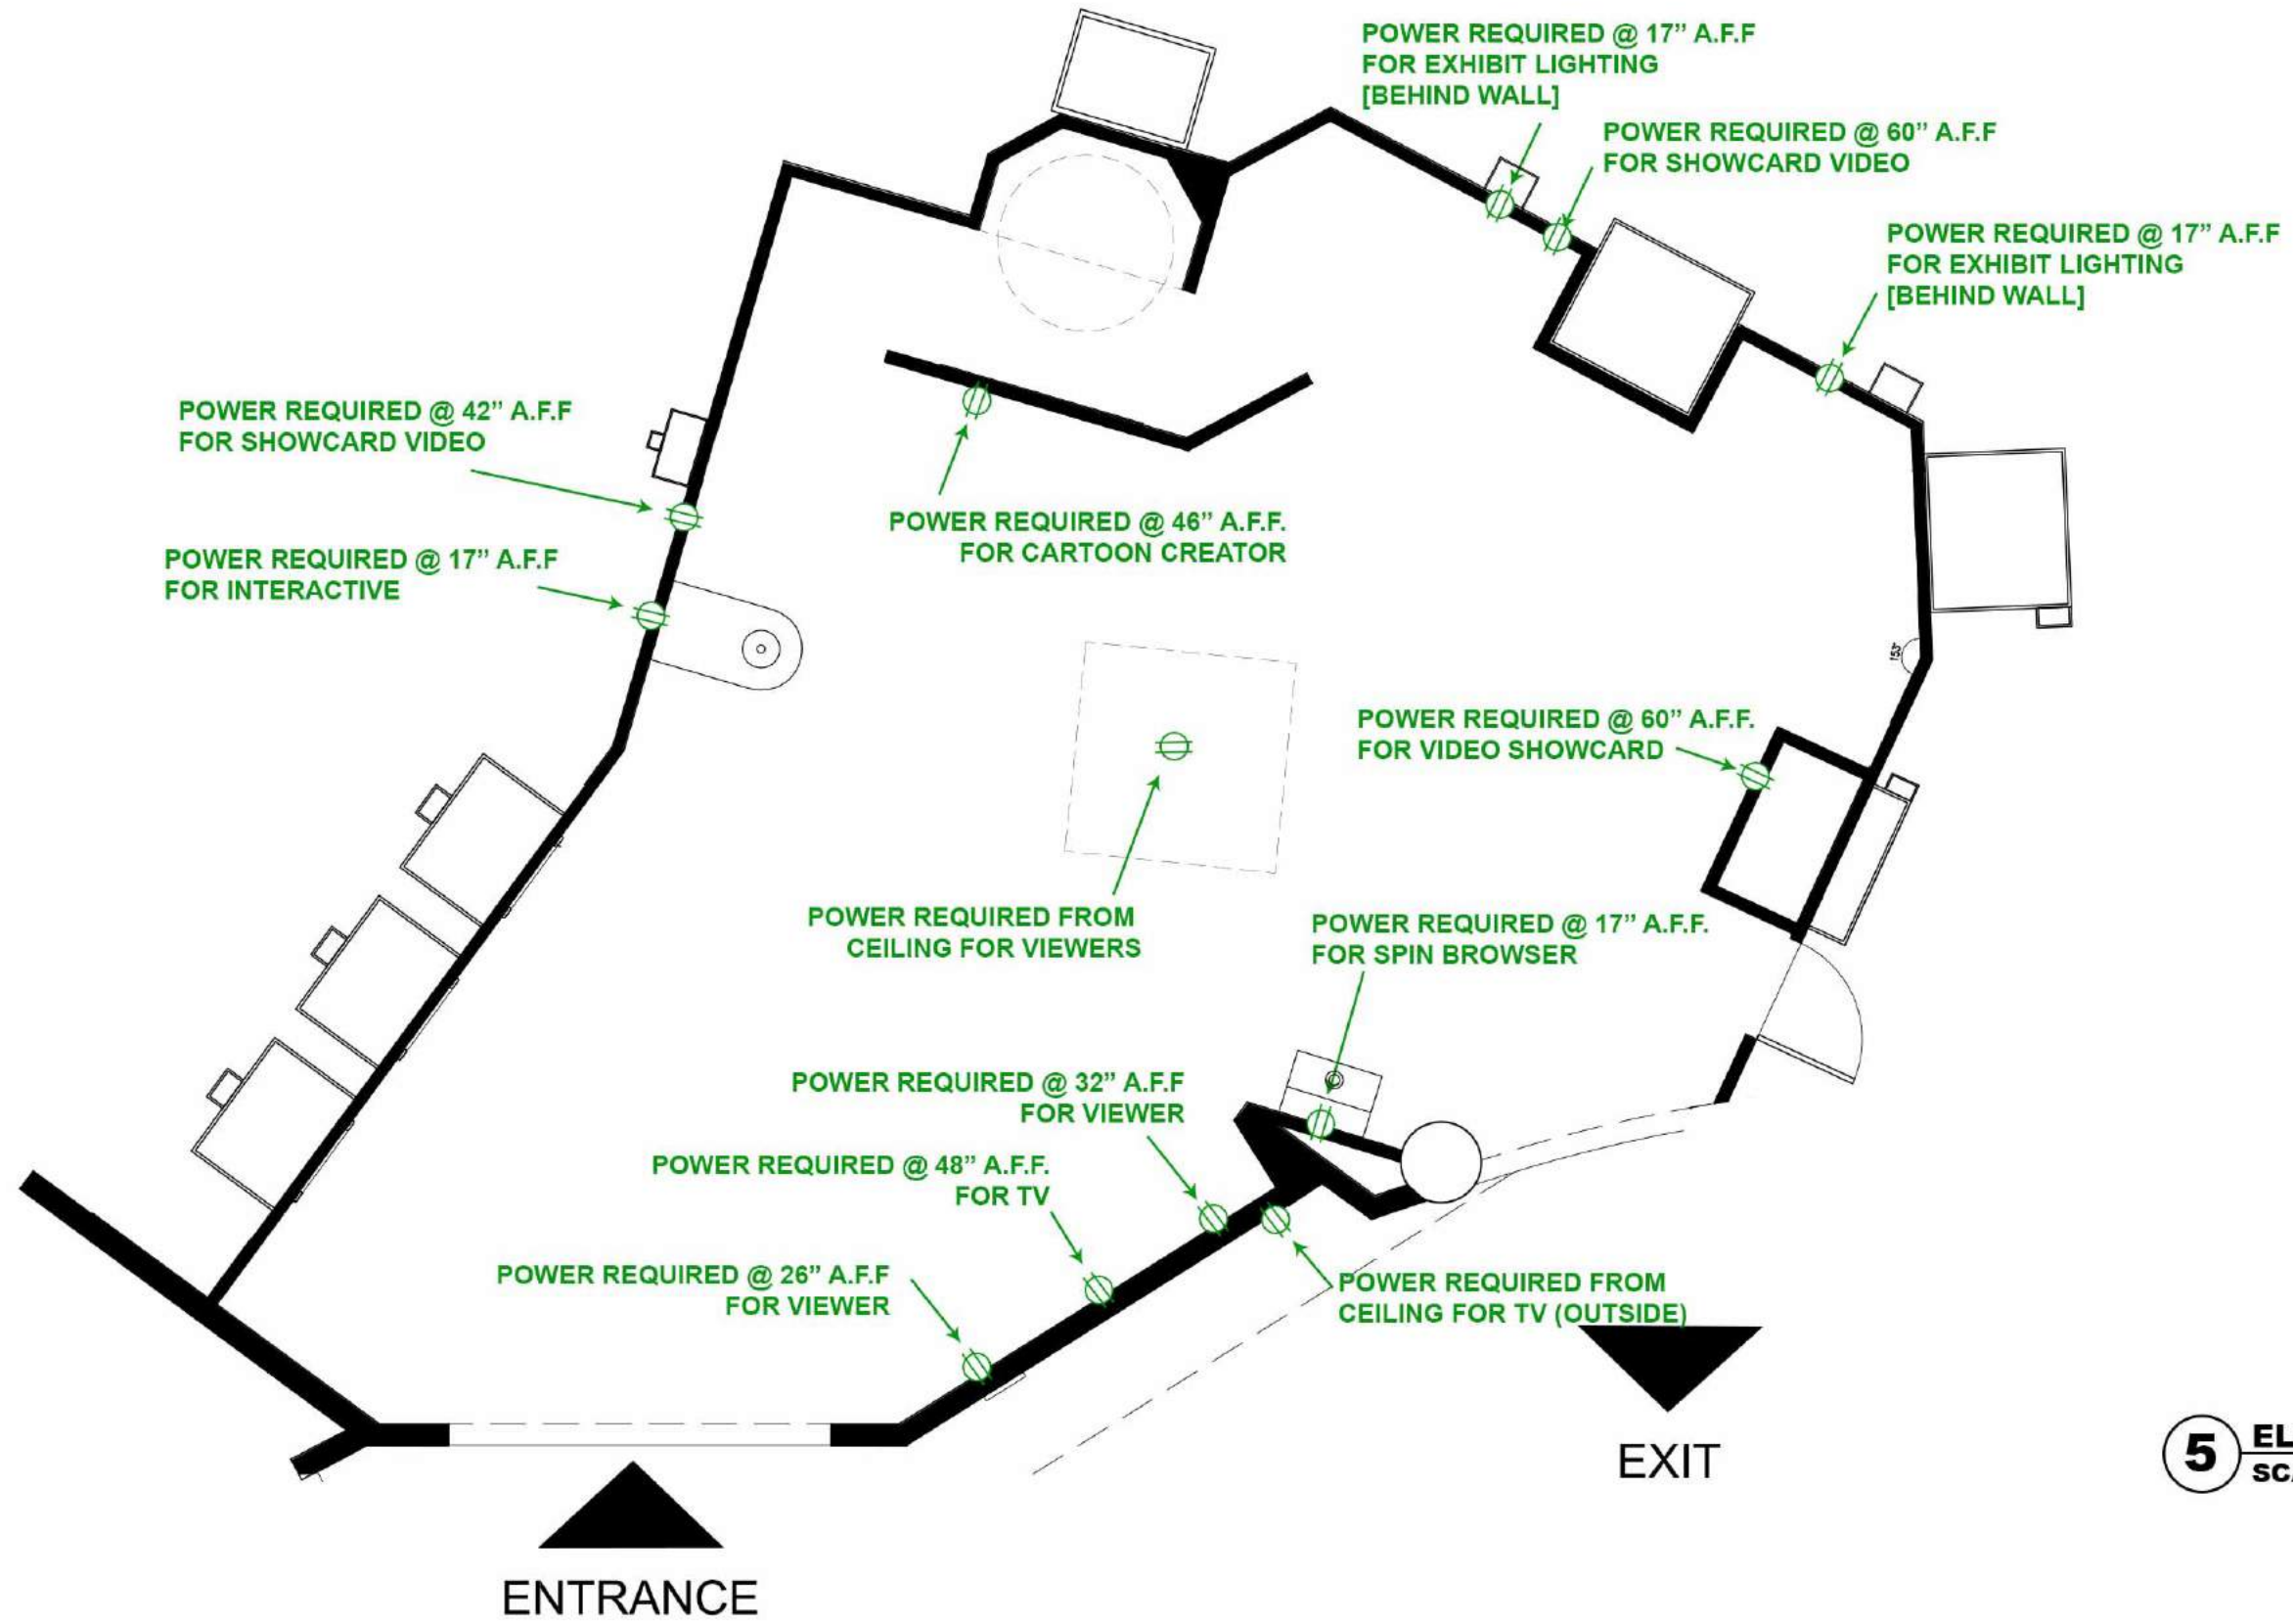 POWER REQUIRED @ 17” A.F.F
FOR EXHIBIT LIGHTING
[BEHIND WALL]
POWER REQUIRED @ 60” A.F.F
FOR SHOWCARD VIDEO
POWER REQUIRED @ 17” A.F.F
FOR EXHIBIT LIGHTING
[BEHIND WALL]
POWER REQUIRED @ 42” A.F.F
FOR SHOWCARD VIDEO
POWER REQUIRED @ 46” A.F.F.
FOR CARTOON CREATOR
POWER REQUIRED @ 17” A.F.F
FOR INTERACTIVE
POWER REQUIRED @ 60” A.F.F.
FOR VIDEO SHOWCARD
POWER REQUIRED FROM
CEILING FOR VIEWERS
POWER REQUIRED @ 17” A.F.F.
FOR SPIN BROWSER
POWER REQUIRED @ 32” A.F.F
FOR VIEWER
POWER REQUIRED @ 48” A.F.F.
FOR TV
POWER REQUIRED @ 26” A.F.F
FOR VIEWER
POWER REQUIRED FROM
CEILING FOR TV (OUTSIDE)
EXIT
5
EL
SC
ENTRANCE